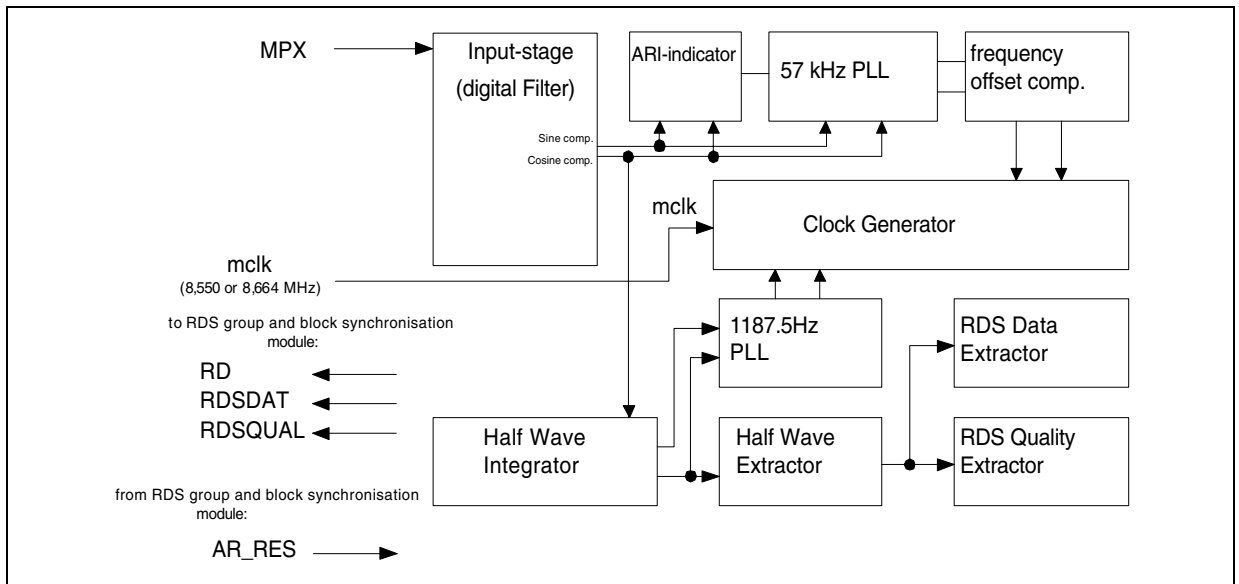 MPX
Input-stage
(digital Filter)
Sine comp.
Cosine comp.
ARI-indicator
57 kHz PLL
frequency
offset comp.
mclk
Clock Generator
mclk
(8,550 or 8,664 MHz)
to RDS group and block synchronisation
module:
RD
RDSDAT
RDSQUAL
1187.5Hz
PLL
RDS Data
Extractor
Half Wave
Integrator
Half Wave
Extractor
RDS Quality
Extractor
from RDS group and block synchronisation
module:
AR_RES